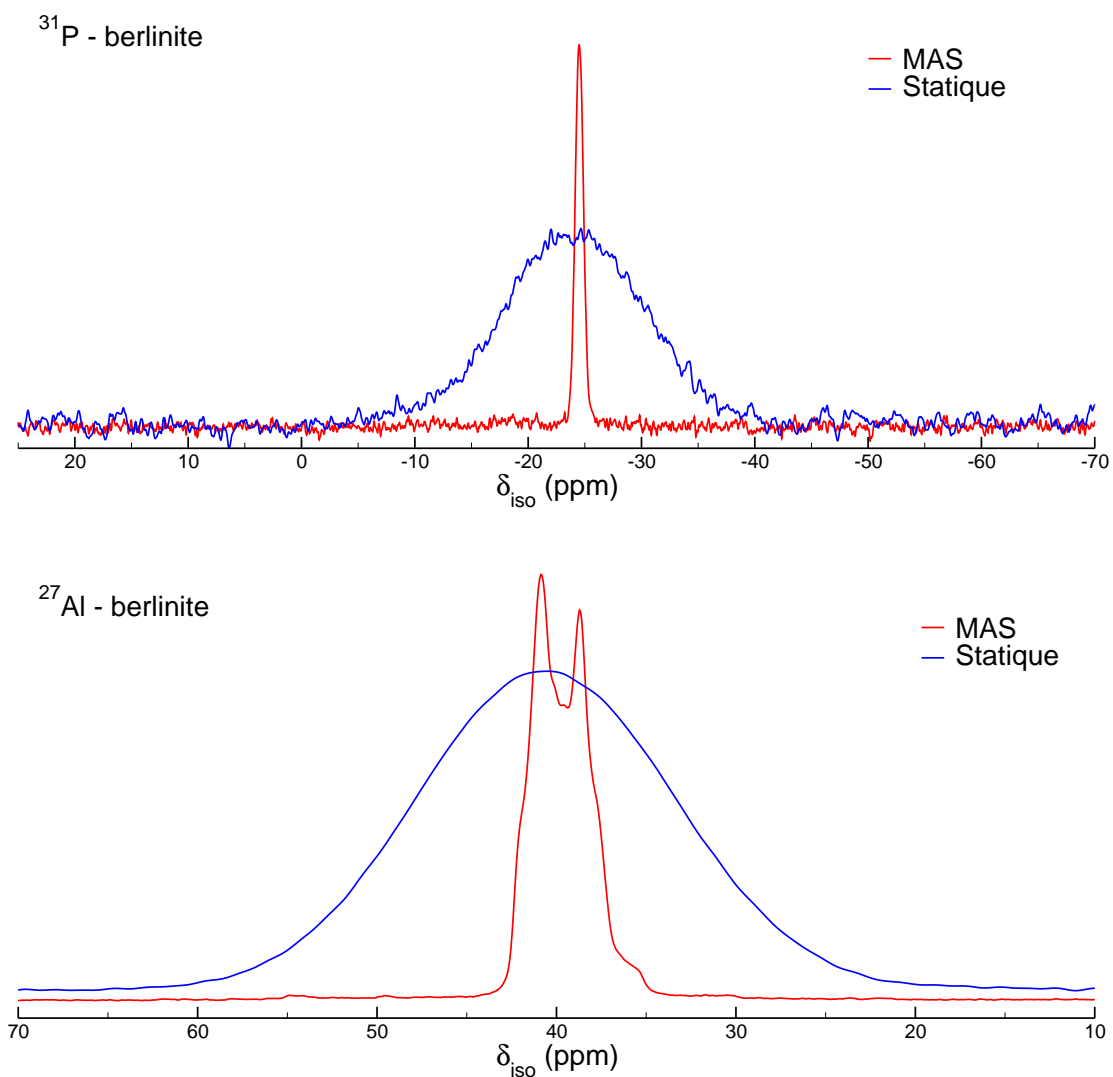 31P - berlinite
MAS
Statique
20 10 0 -10 -20 -30 -40 -50 -60 -70
δiso (ppm)
27Al - berlinite
MAS
Statique
70 60 50 40 30 20 10
δiso (ppm)